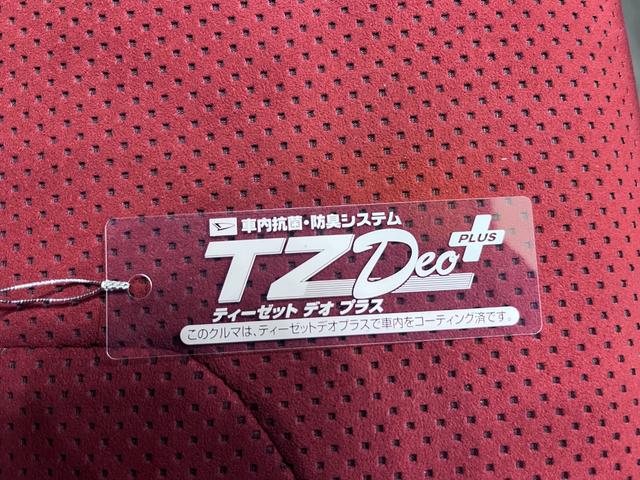 車内抗菌・防臭システム
TZ Deo PLUS
ティーゼット デオ プラス
このクルマは、ティーゼットデオプラスで車内をコーティング済です。